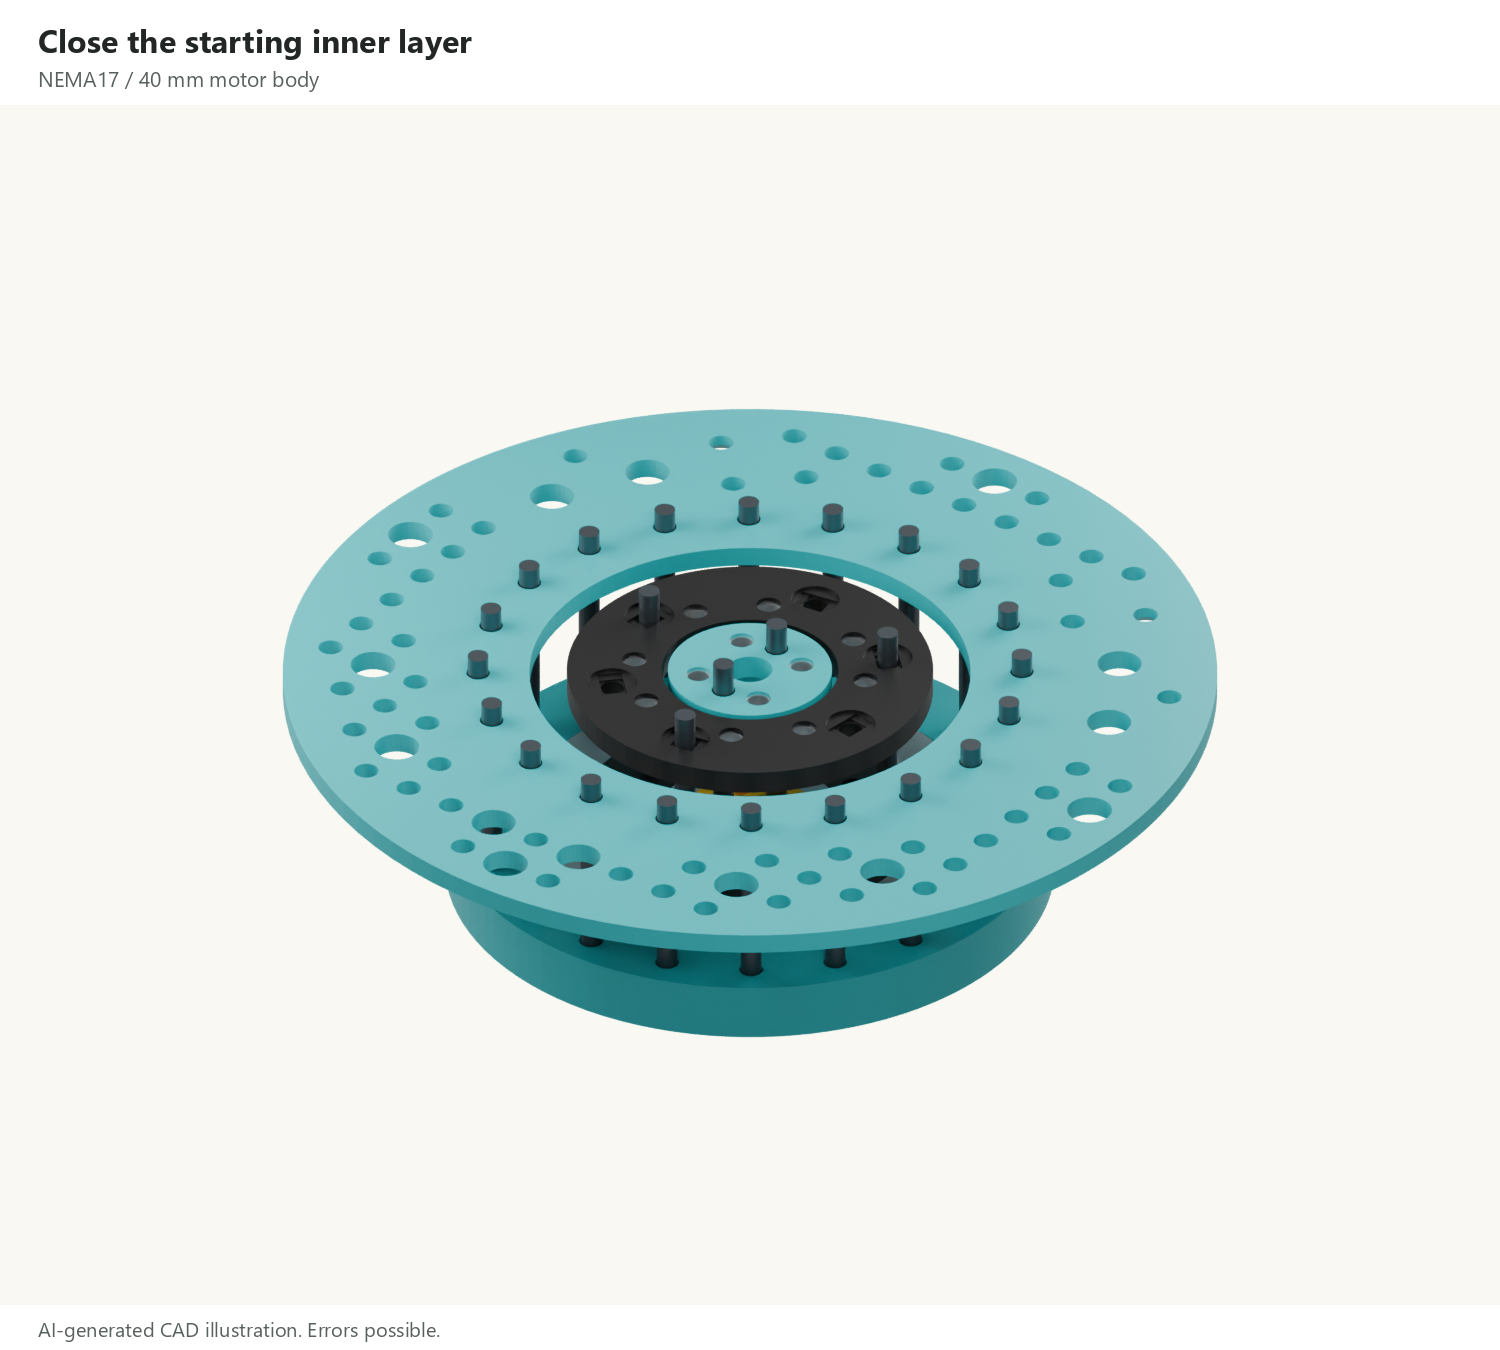 Close the starting inner layer
NEMA17 / 40 mm motor body
AI-generated CAD illustration. Errors possible.